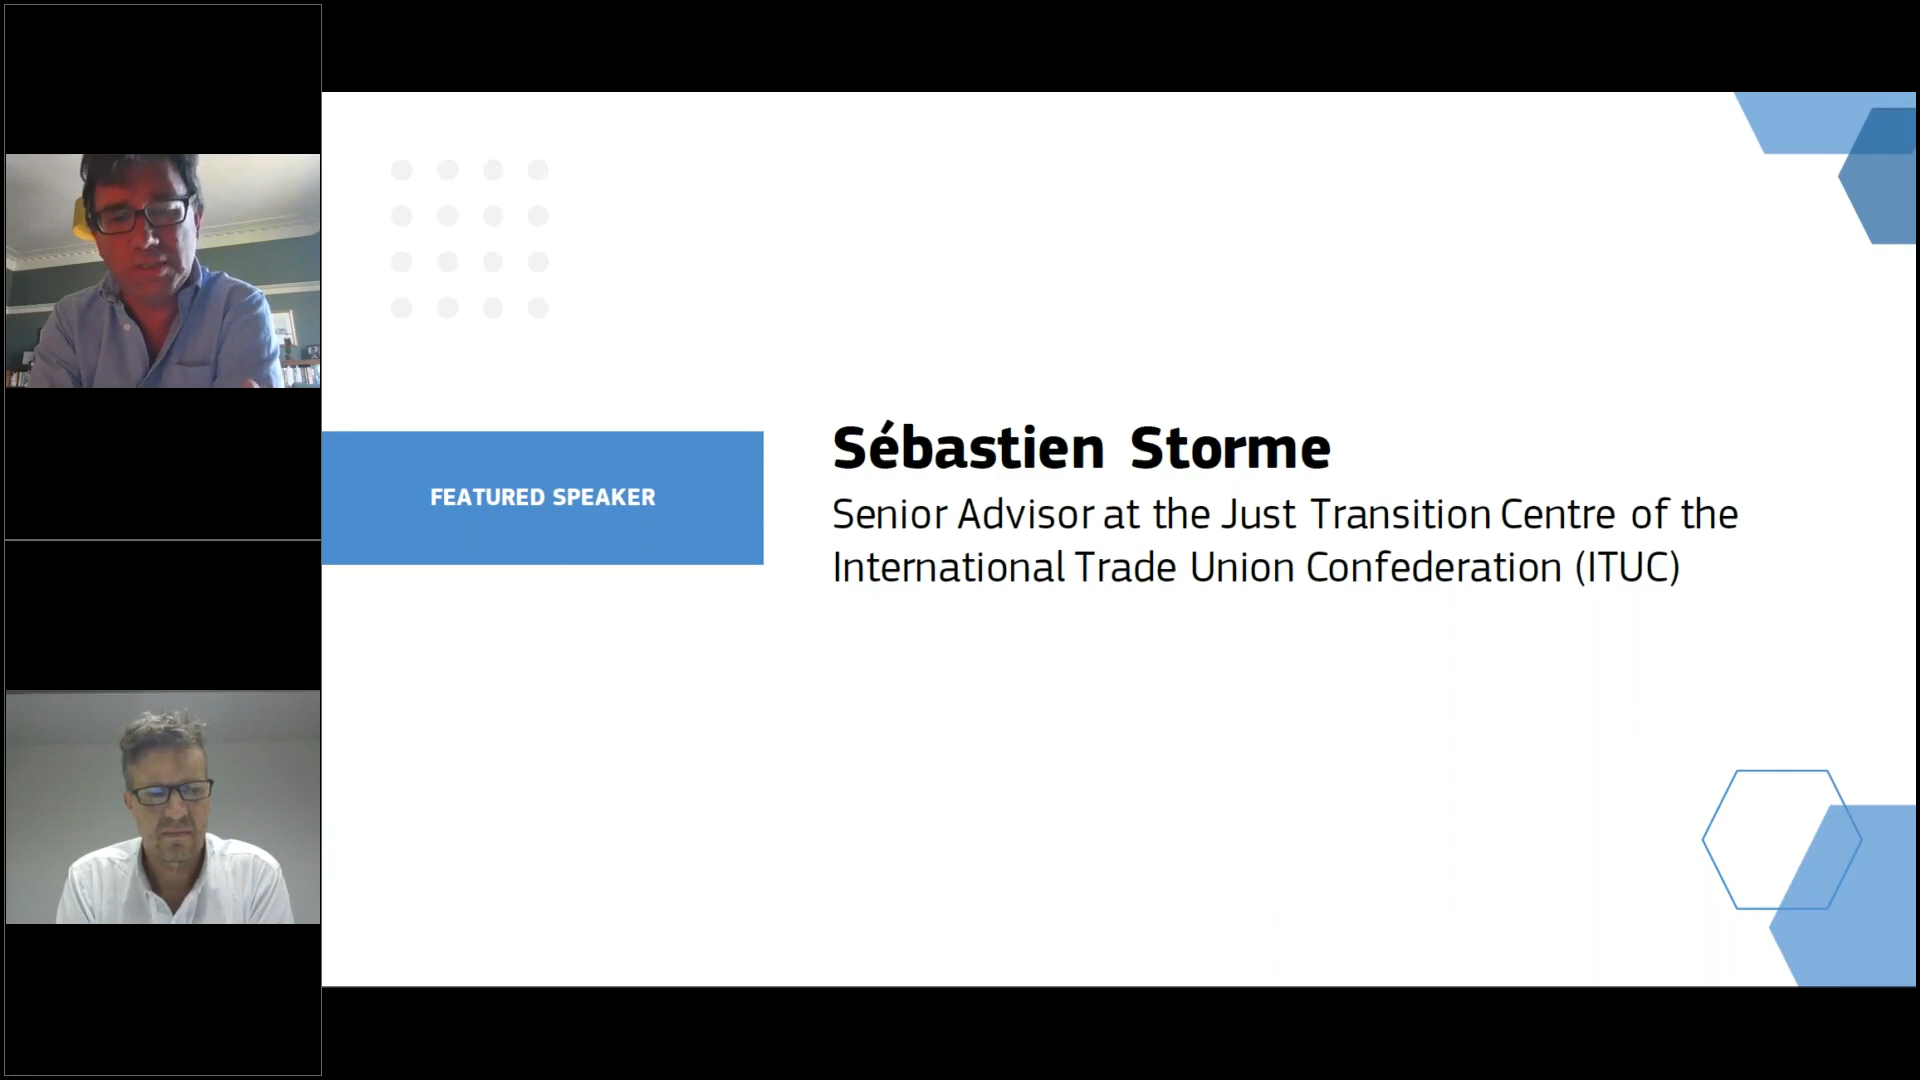 FEATURED SPEAKER
Sébastien Storme
Senior Advisor at the Just Transition Centre of the
International Trade Union Confederation (ITUC)